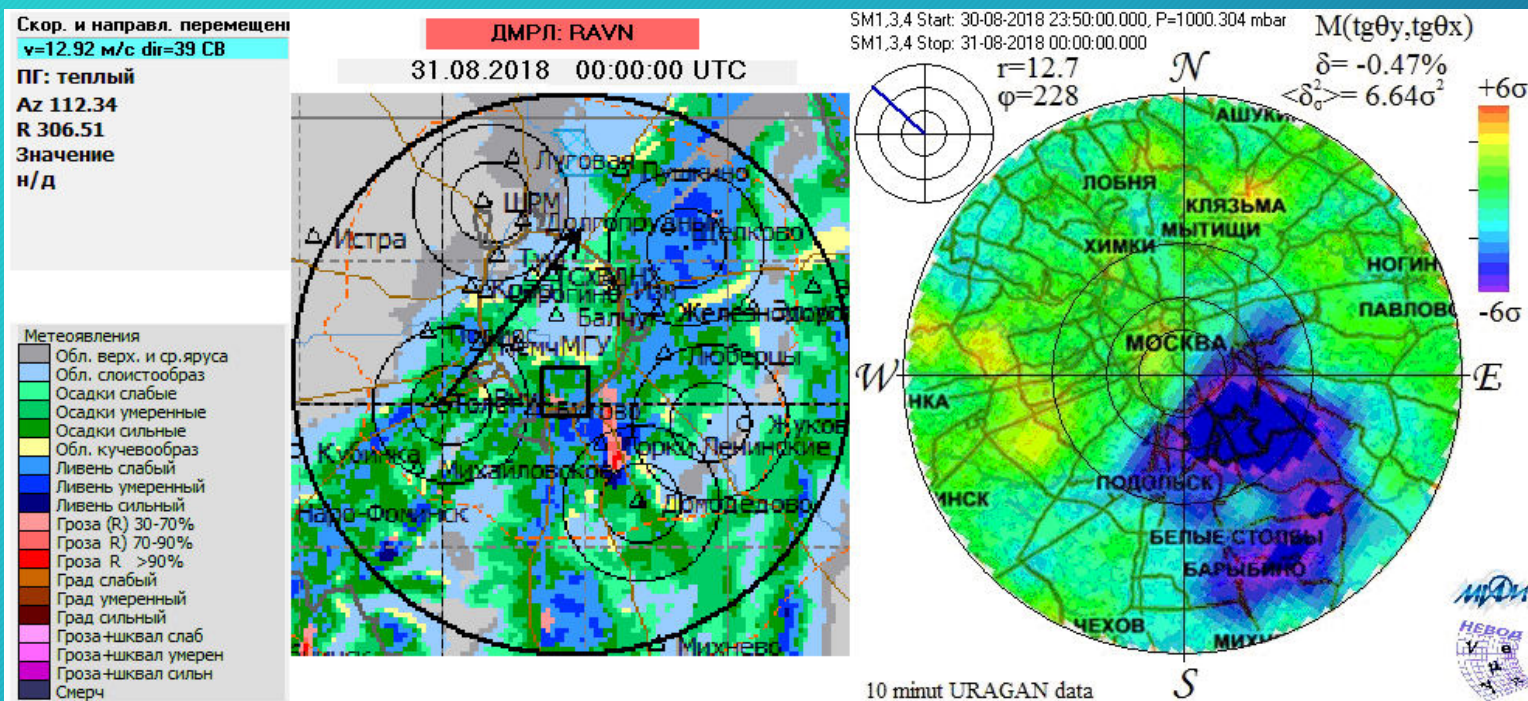 Скор. и направл. перемещени
v=12.92 м/с dir=39 СВ
ПГ: теплый
Az 112.34
R 306.51
Значение
н/д
Метеоявления
Обл. верх. и ср.яруса
Обл. слоистообраз
Осадки слабые
Осадки умеренные
Осадки сильные
Обл. кучевообраз
Ливень слабый
Ливень умеренный
Ливень сильный
Гроза (R) 30-70%
Гроза R) 70-90%
Гроза R >90%
Град слабый
Град умеренный
Град сильный
Гроза+шквал слаб
Гроза+шквал умерен
Гроза+шквал сильн
Смерч
ДМРЛ: RAVN
31.08.2018 00:00:00 UTC
Луговая
Пушкино
ШРМ
Долгопрудный
Истра
Балчуг
МГУ
Люберцы
Жуков
Горки Ленинские
Кубинка
Михайловское
Домодедово
Наро-Фоминск
Михнево
SM1,3,4 Start: 30-08-2018 23:50:00.000, P=1000.304 mbar
SM1,3,4 Stop: 31-08-2018 00:00:00.000
r=12.7
φ=228
M(tgθy,tgθx)
δ= -0.47%
<δ²σ>= 6.64σ²
+6σ
-6σ
N
АШУКИ
ЛОБНЯ
КЛЯЗЬМА
МЫТИЩИ
ХИМКИ
НОГИН
ПАВЛОВО
МОСКВА
W
E
НКА
ПОДОЛЬСК
ИНСК
БЕЛЫЕ-СТОЛБЫ
БАРЫБИНО
ЧЕХОВ
МИХН
S
10 minut URAGAN data
МИФИ
НЕВОД